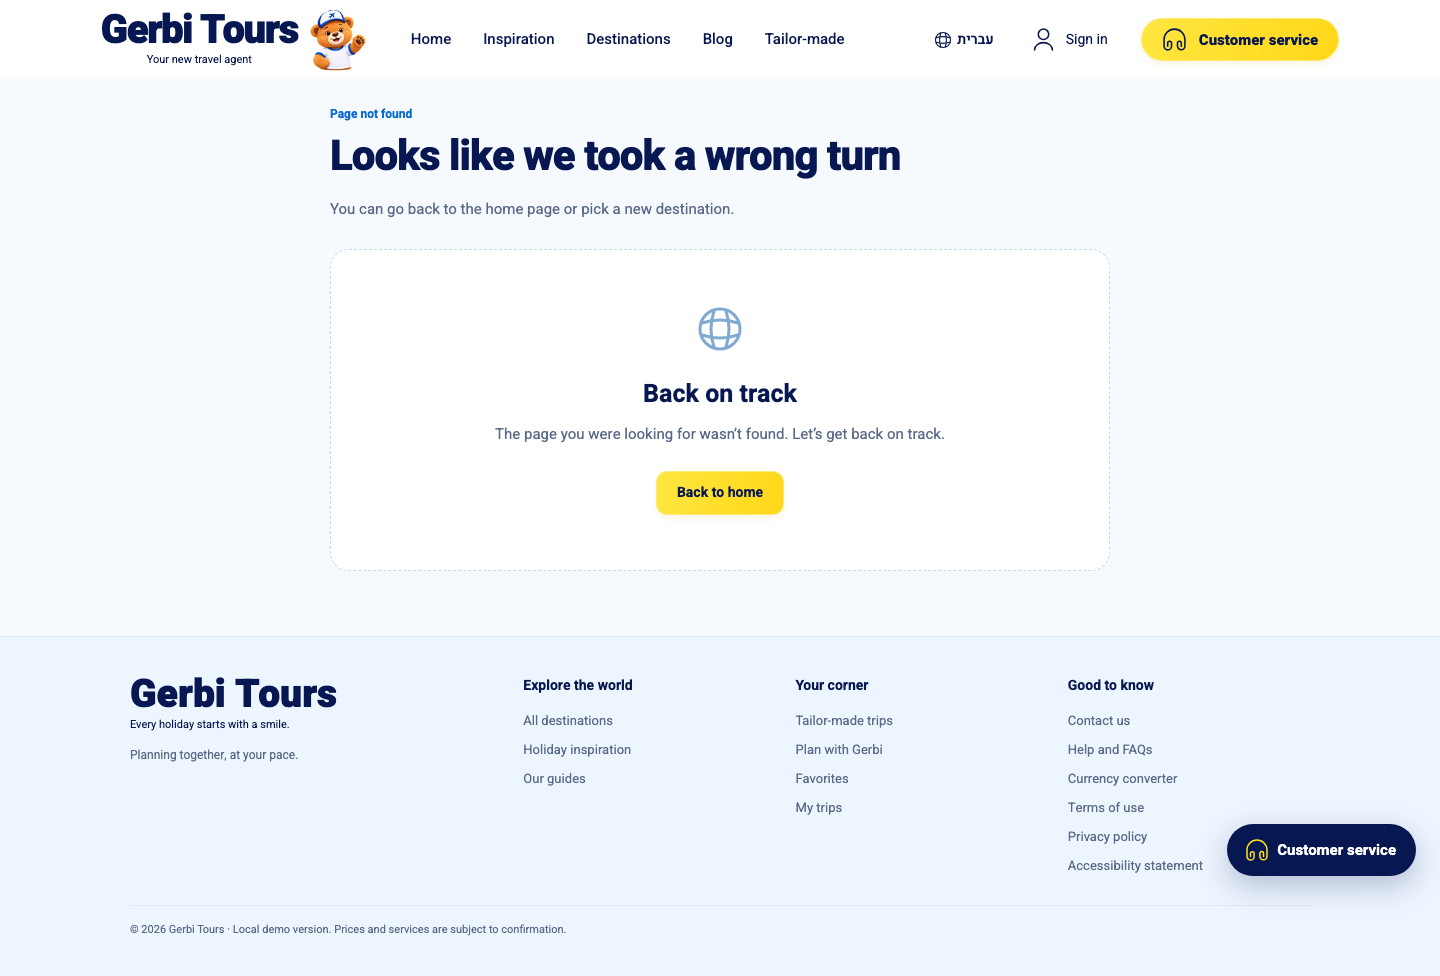 Gerbi Tours
Your new travel agent
Home
Inspiration
Destinations
Blog
Tailor-made
עברית
Sign in
Customer service
Page not found
Looks like we took a wrong turn
You can go back to the home page or pick a new destination.
Back on track
The page you were looking for wasn’t found. Let’s get back on track.
Back to home
Gerbi Tours
Every holiday starts with a smile.
Planning together, at your pace.
Explore the world
All destinations
Holiday inspiration
Our guides
Your corner
Tailor-made trips
Plan with Gerbi
Favorites
My trips
Good to know
Contact us
Help and FAQs
Currency converter
Terms of use
Privacy policy
Accessibility statement
Customer service
© 2026 Gerbi Tours · Local demo version. Prices and services are subject to confirmation.